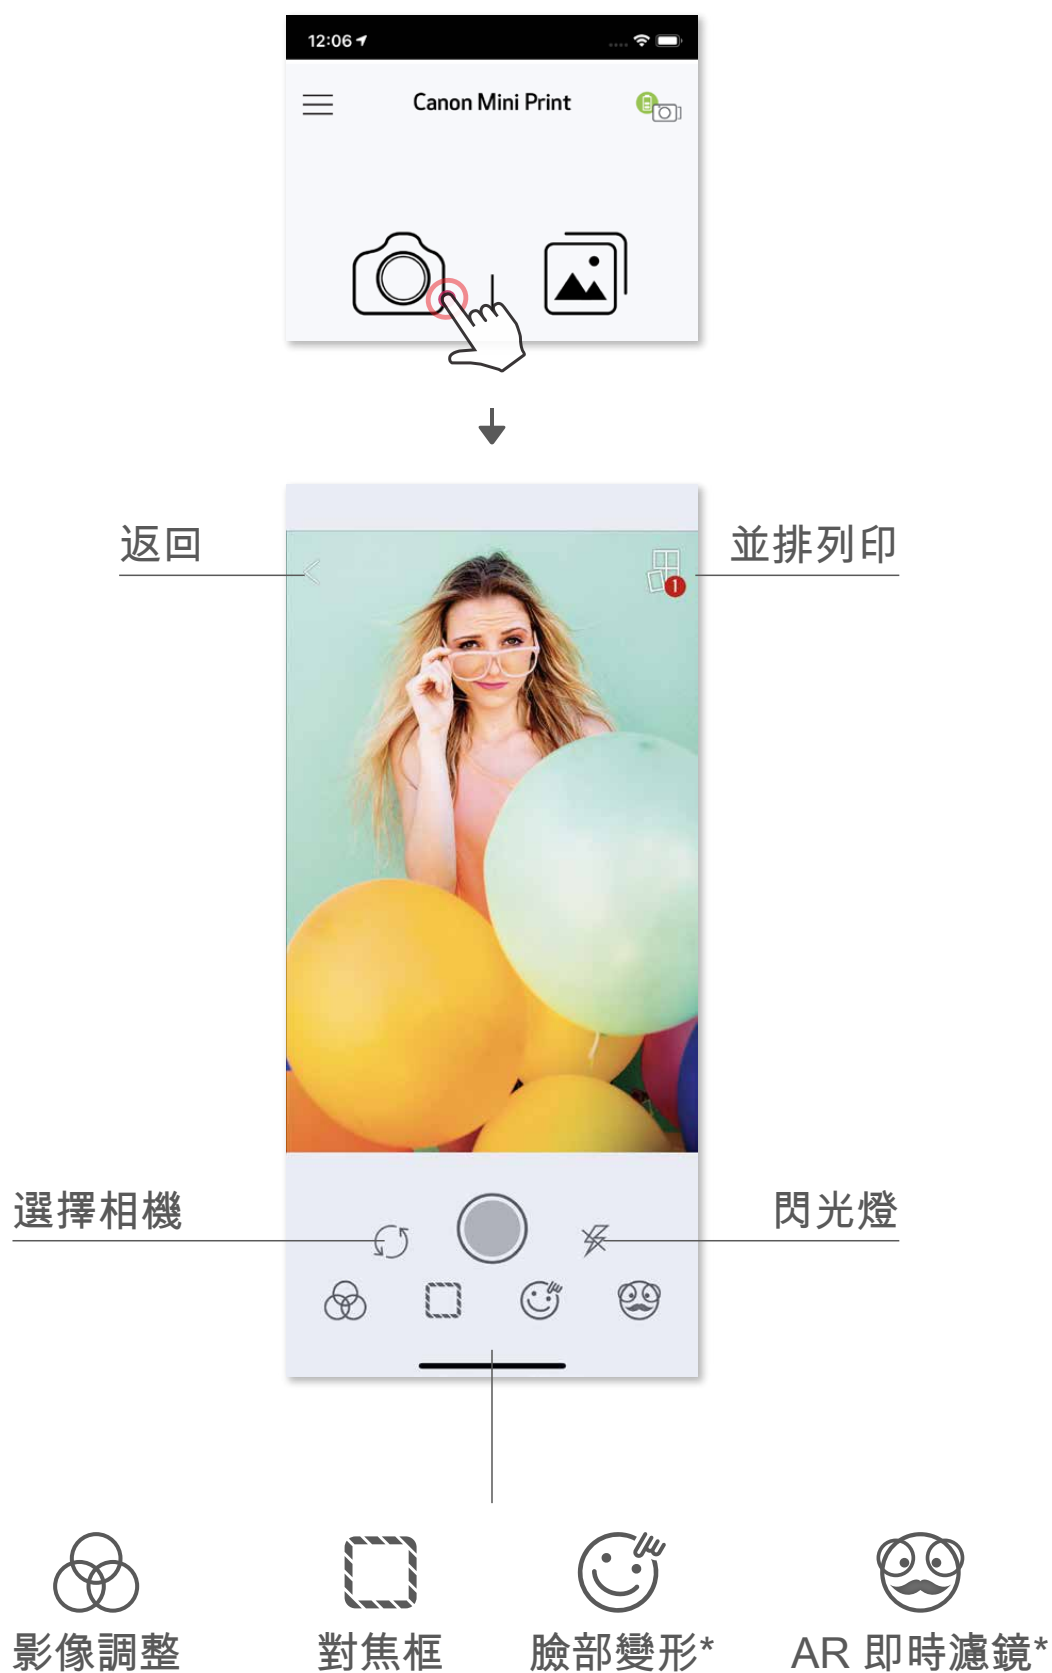 12:06
Canon Mini Print
返回
並排列印
1
選擇相機
閃光燈
影像調整
對焦框
臉部變形*
AR 即時濾鏡*